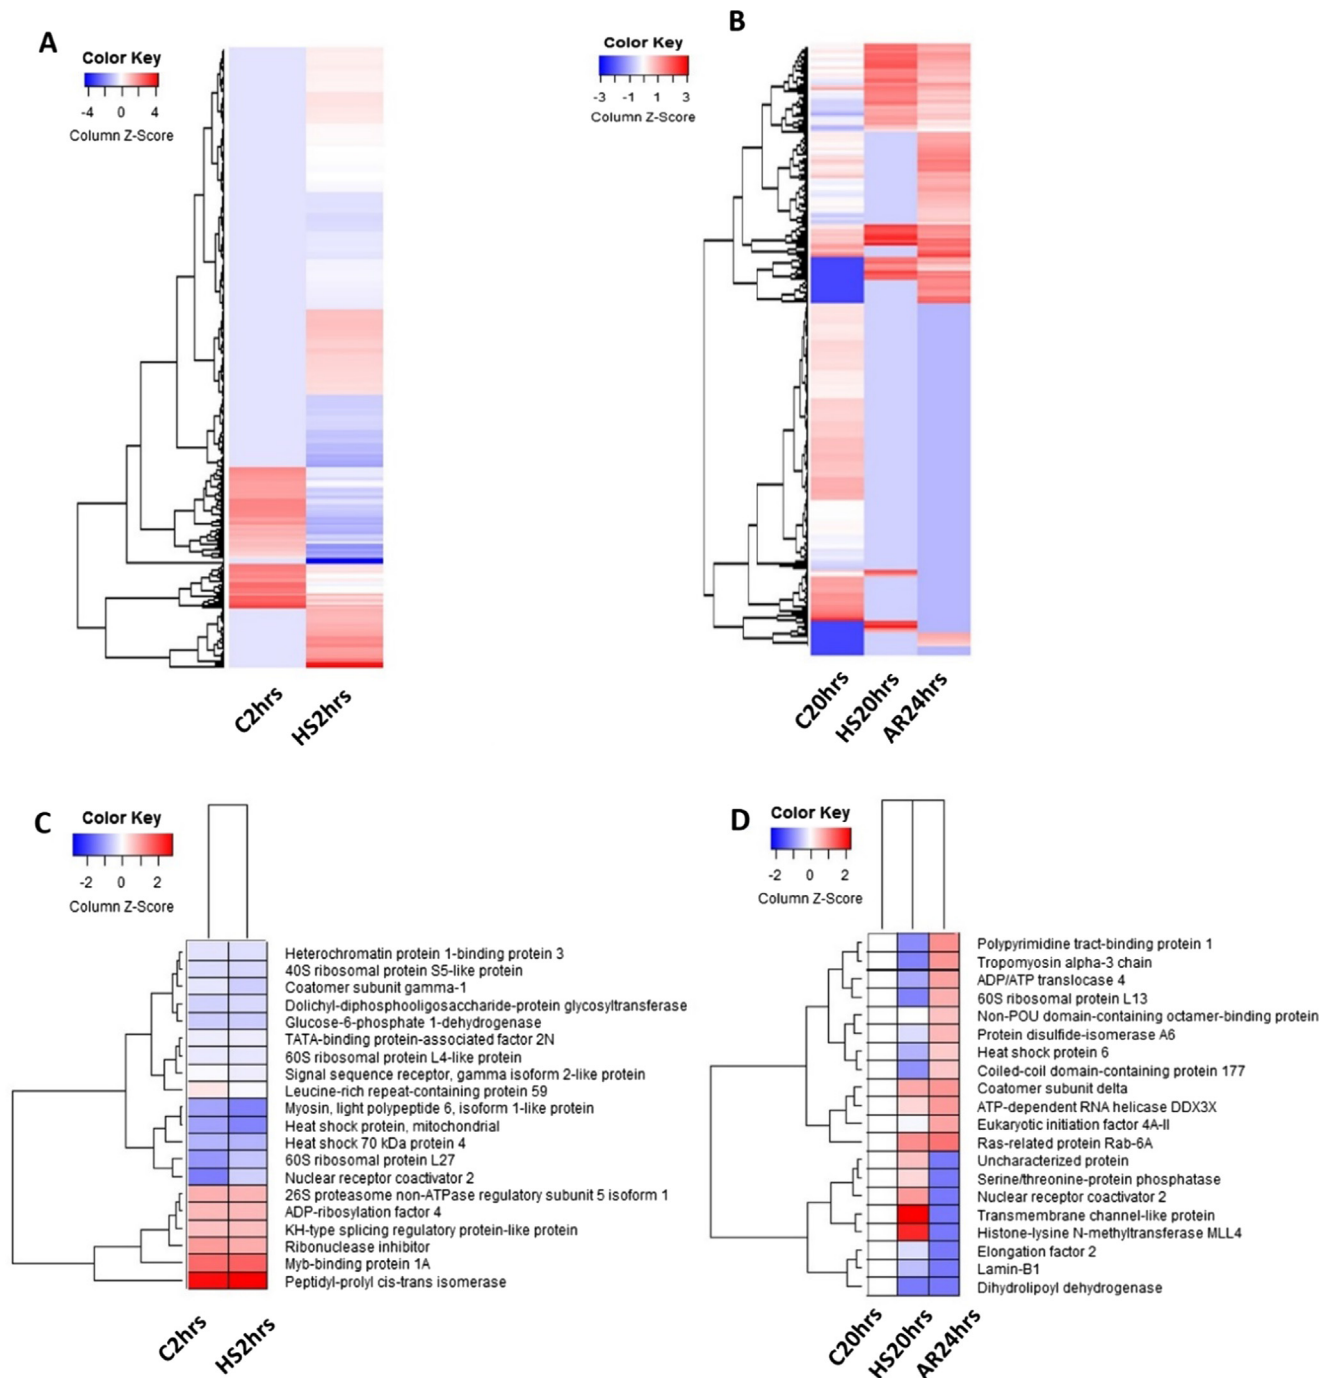 A
Color Key
-4 0 4
Column Z-Score
C2hrs
HS2hrs
B
Color Key
-3 -1 1 3
Column Z-Score
C20hrs
HS20hrs
AR24hrs
C
Color Key
-2 0 2
Column Z-Score
Heterochromatin protein 1-binding protein 3
40S ribosomal protein S5-like protein
Coatomer subunit gamma-1
Dolichyl-diphosphooligosaccharide-protein glycosyltransferase
Glucose-6-phosphate 1-dehydrogenase
TATA-binding protein-associated factor 2N
60S ribosomal protein L4-like protein
Signal sequence receptor, gamma isoform 2-like protein
Leucine-rich repeat-containing protein 59
Myosin, light polypeptide 6, isoform 1-like protein
Heat shock protein, mitochondrial
Heat shock 70 kDa protein 4
60S ribosomal protein L27
Nuclear receptor coactivator 2
26S proteasome non-ATPase regulatory subunit 5 isoform 1
ADP-ribosylation factor 4
KH-type splicing regulatory protein-like protein
Ribonuclease inhibitor
Myb-binding protein 1A
Peptidyl-prolyl cis-trans isomerase
C2hrs
HS2hrs
D
Color Key
-2 0 2
Column Z-Score
Polypyrimidine tract-binding protein 1
Tropomyosin alpha-3 chain
ADP/ATP translocase 4
60S ribosomal protein L13
Non-POU domain-containing octamer-binding protein
Protein disulfide-isomerase A6
Heat shock protein 6
Coiled-coil domain-containing protein 177
Coatomer subunit delta
ATP-dependent RNA helicase DDX3X
Eukaryotic initiation factor 4A-II
Ras-related protein Rab-6A
Uncharacterized protein
Serine/threonine-protein phosphatase
Nuclear receptor coactivator 2
Transmembrane channel-like protein
Histone-lysine N-methyltransferase MLL4
Elongation factor 2
Lamin-B1
Dihydrolipoyl dehydrogenase
C20hrs
HS20hrs
AR24hrs